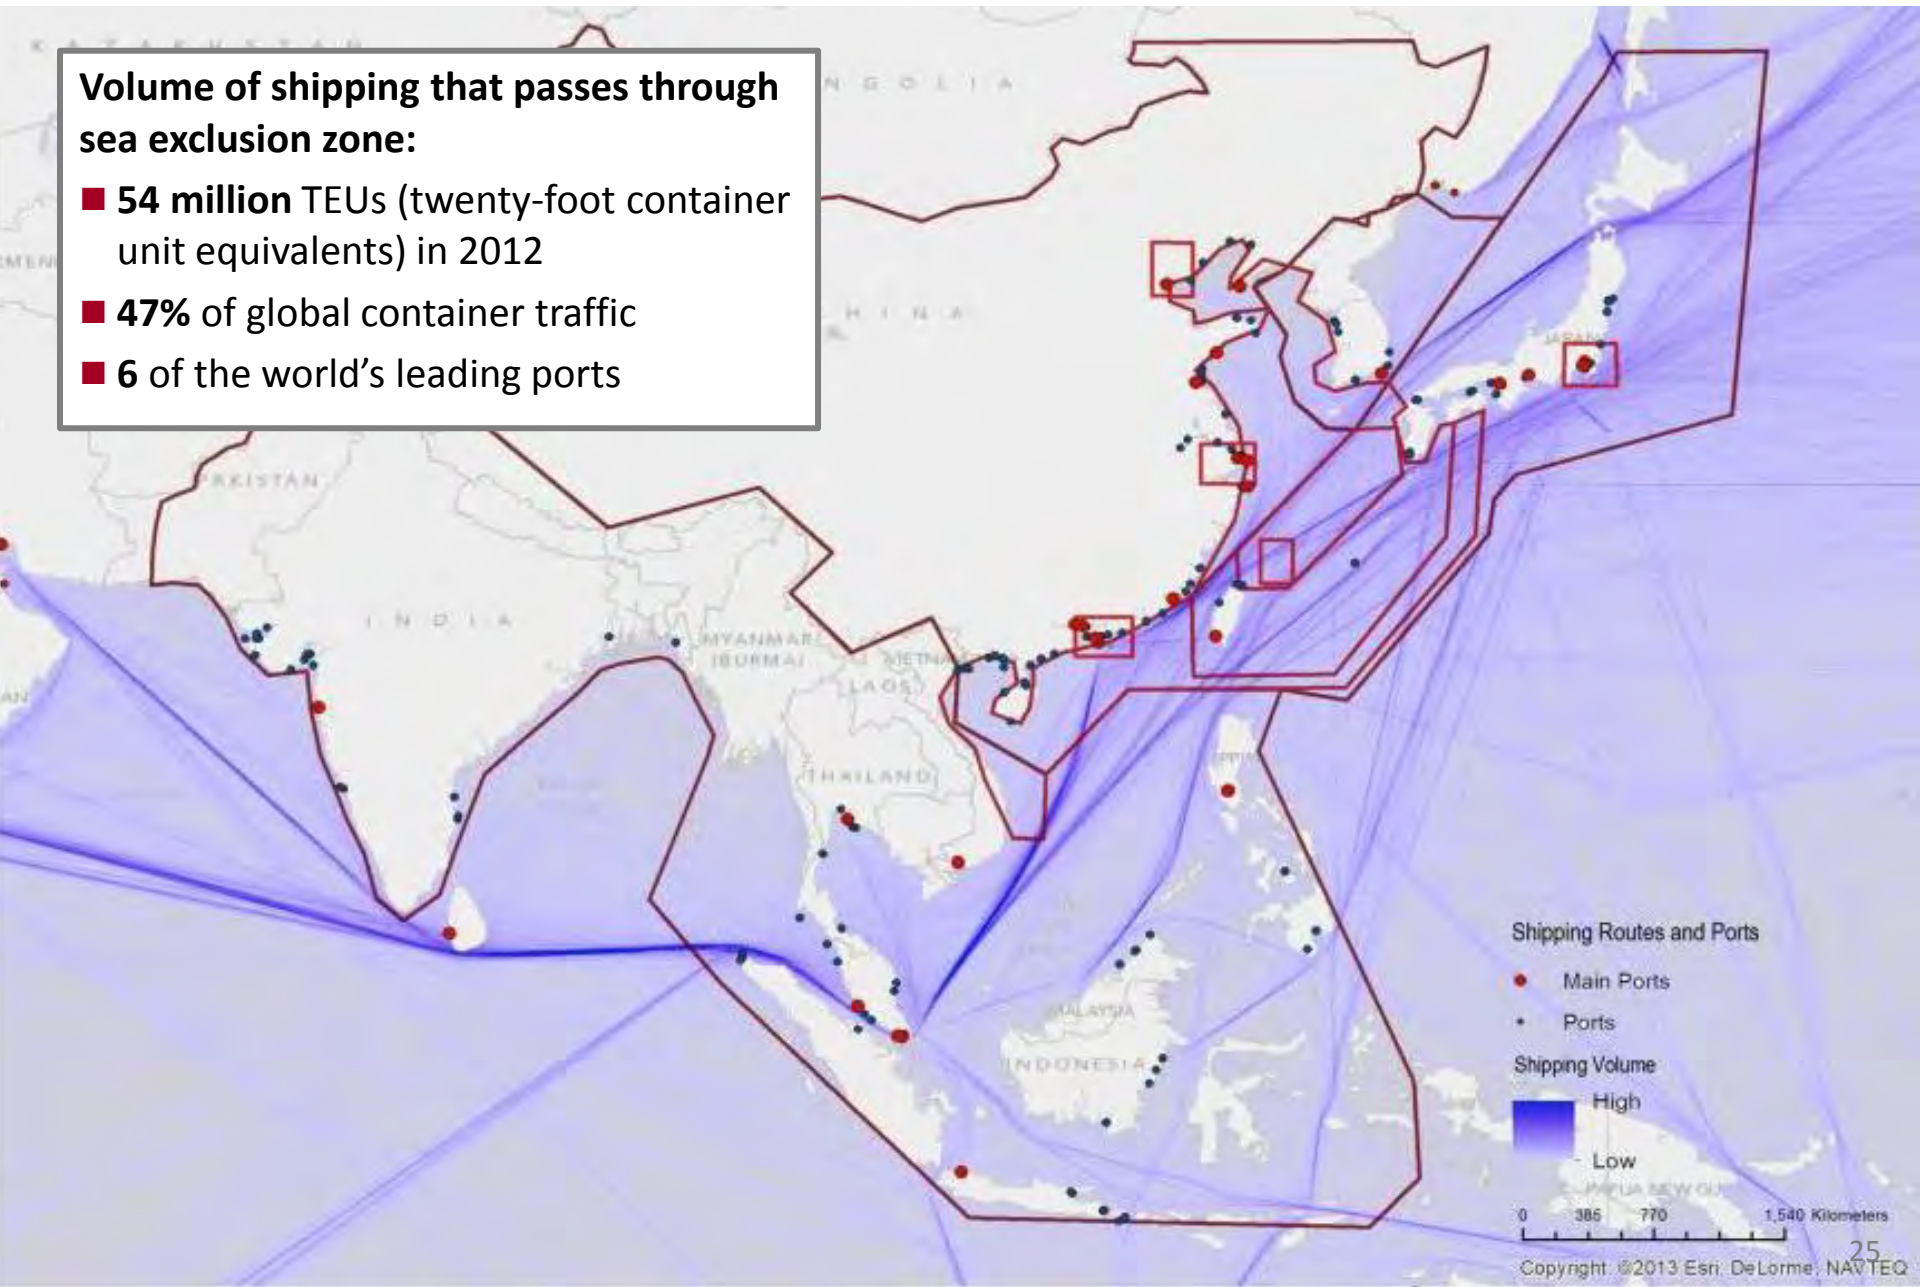 KAZAKHSTAN
Volume of shipping that passes through
sea exclusion zone:
■ 54 million TEUs (twenty-foot container
unit equivalents) in 2012
■ 47% of global container traffic
■ 6 of the world’s leading ports
JAPAN
PAKISTAN
INDIA
MYANMAR
(BURMA)
LAOS
THAILAND
MALAYSIA
INDONESIA
Shipping Routes and Ports
Main Ports
Ports
Shipping Volume
High
Low
0 385 770 1,540 Kilometers
25
Copyright: ©2013 Esri, DeLorme, NAVTEQ